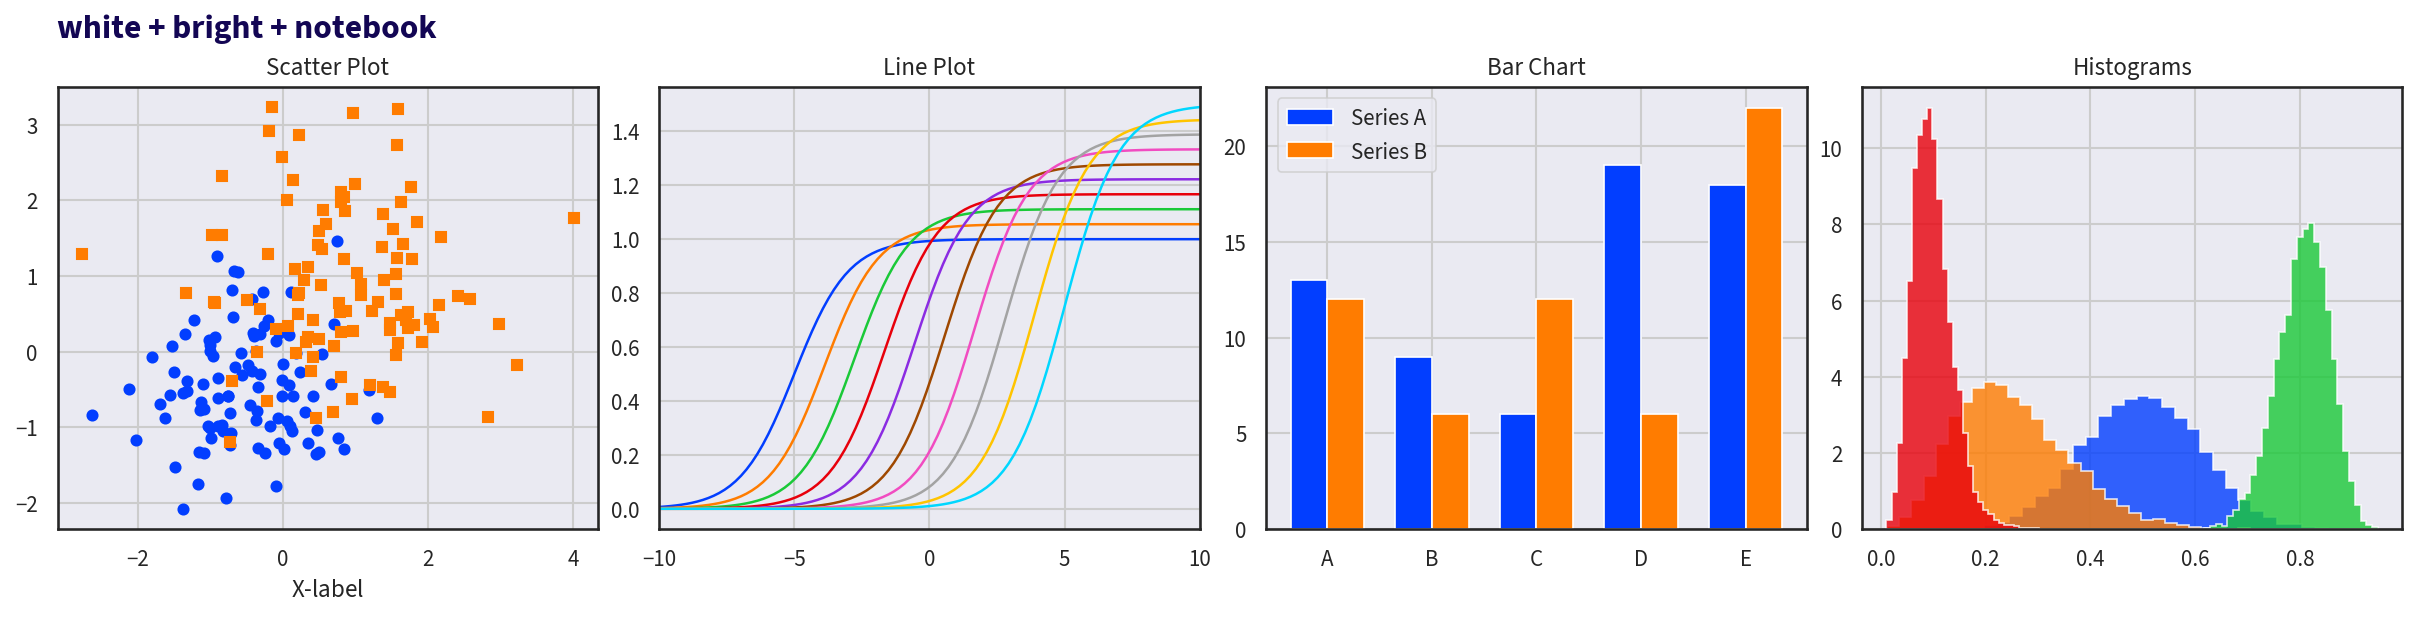 white + bright + notebook
Scatter Plot
3
2
1
0
−1
−2
−2 0 2 4
X-label
Line Plot
1.4
1.2
1.0
0.8
0.6
0.4
0.2
0.0
−10 −5 0 5 10
Bar Chart
Series A
Series B
20
15
10
5
0
A B C D E
Histograms
10
8
6
4
2
0
0.0 0.2 0.4 0.6 0.8